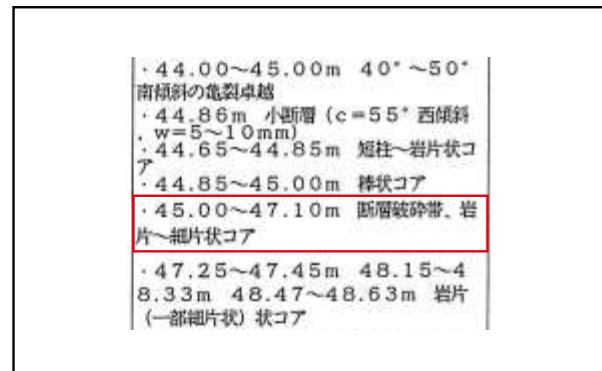 ・44.00～45.00m 40°～50°
南傾斜の亀裂卓越
・44.86m 小断層（c=55°西傾斜
、w=5～10mm）
・44.65～44.85m 短柱～岩片状コ
ア
・44.85～45.00m 棒状コア
・45.00～47.10m 断層破砕帯、岩
片～細片状コア
・47.25～47.45m 48.15～4
8.33m 48.47～48.63m 岩片
（一部細片状）状コア